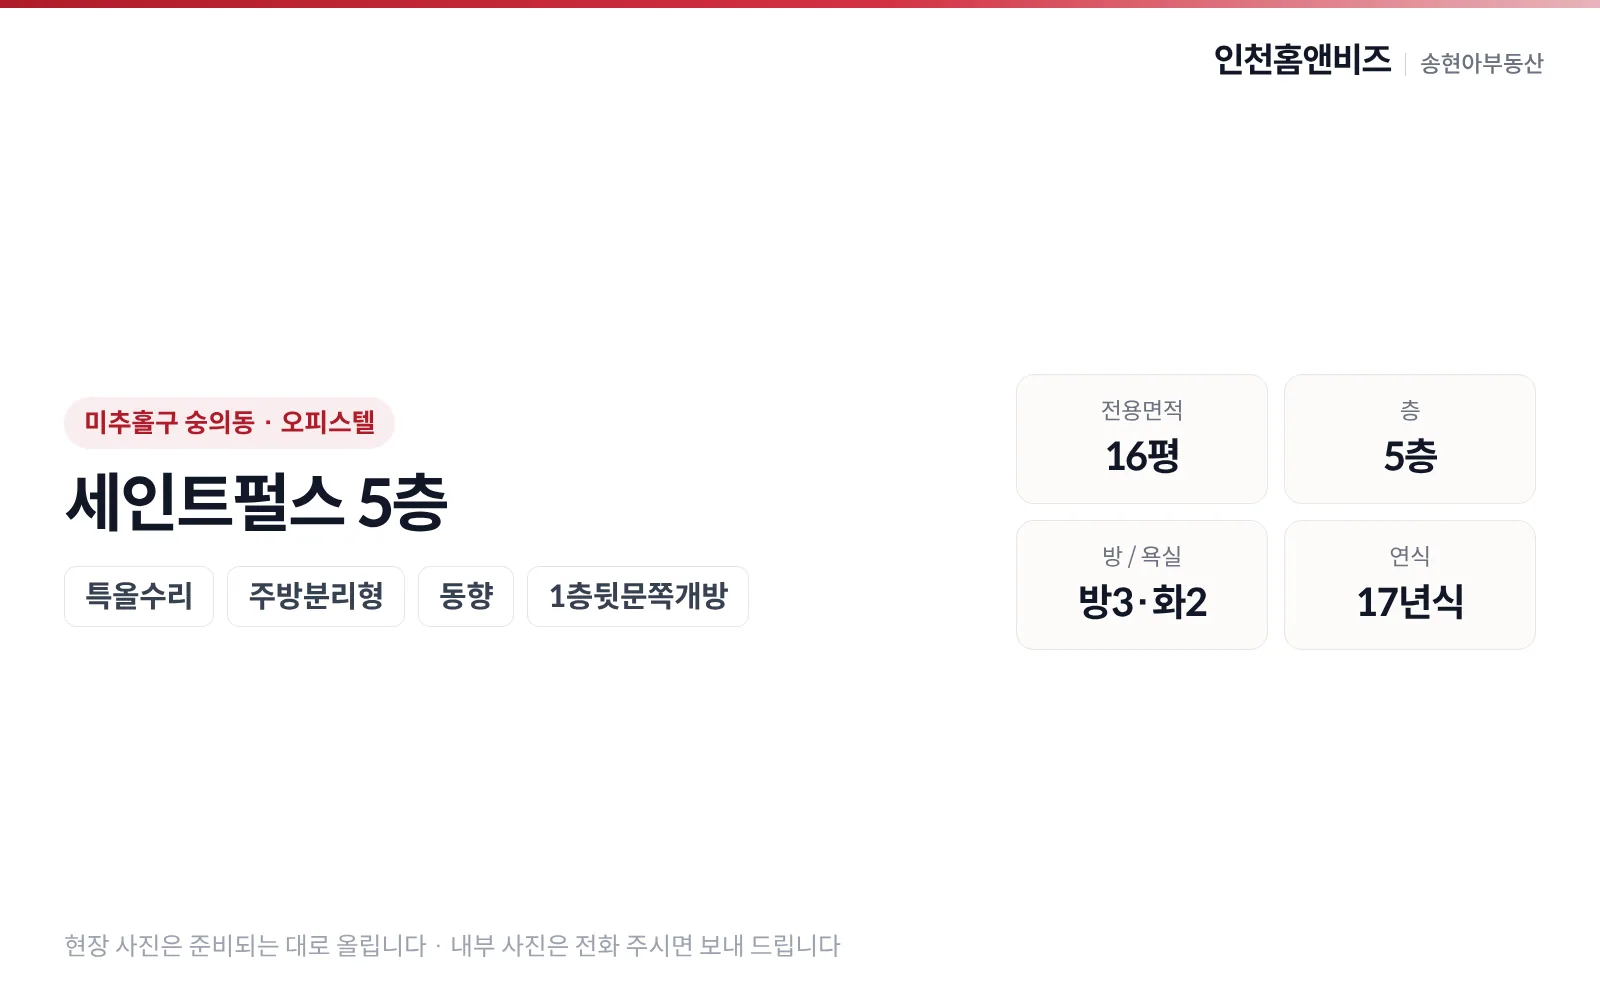 인천홈앤비즈 | 송현아부동산
미추홀구 숭의동 · 오피스텔
세인트펄스 5층
특올수리
주방분리형
동향
1층뒷문쪽개방
전용면적
16평
층
5층
방 / 욕실
방3·화2
연식
17년식
현장 사진은 준비되는 대로 올립니다 · 내부 사진은 전화 주시면 보내 드립니다